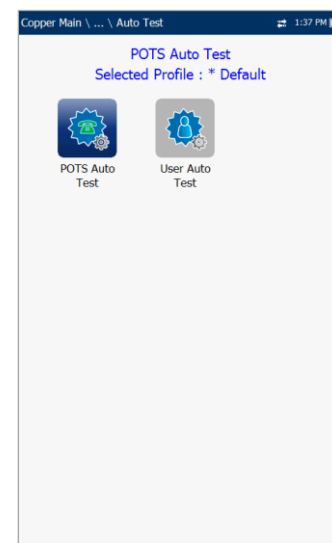 Copper Main \ ... \ Auto Test
1:37 PM
POTS Auto Test
Selected Profile : * Default
POTS Auto
Test
User Auto
Test